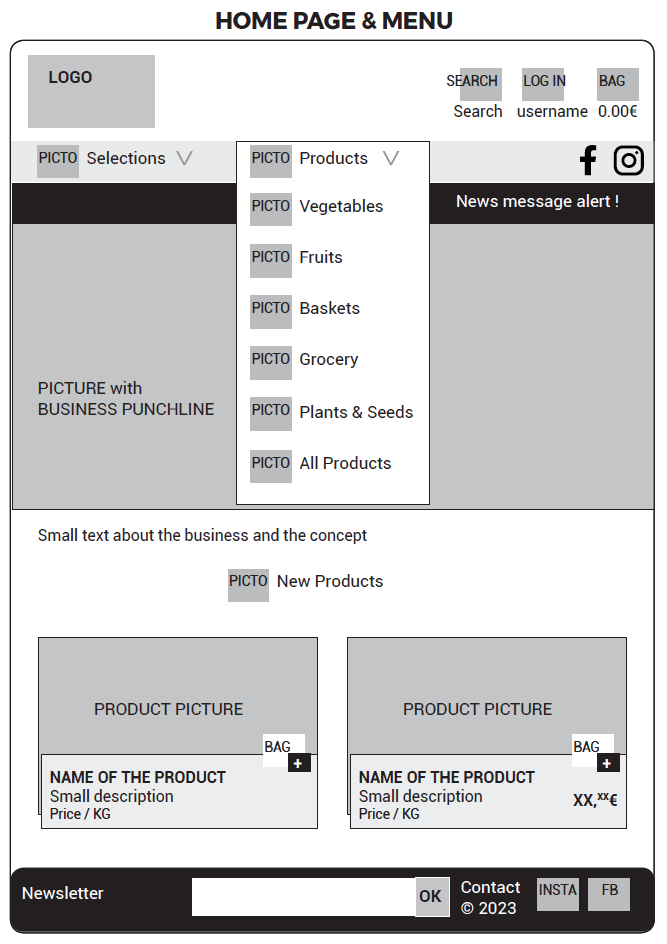 HOME PAGE & MENU
LOGO
SEARCH LOG IN BAG
Search username 0.00€
PICTO Selections
PICTO Products
PICTO Vegetables
News message alert !
PICTO Fruits
PICTO Baskets
PICTO Grocery
PICTO Plants & Seeds
PICTO All Products
PICTURE with
BUSINESS PUNCHLINE
Small text about the business and the concept
PICTO New Products
PRODUCT PICTURE
BAG
+
NAME OF THE PRODUCT
Small description
Price / KG
PRODUCT PICTURE
BAG
+
NAME OF THE PRODUCT
Small description
XX,xx€
Price / KG
Newsletter
OK
Contact
© 2023
INSTA FB